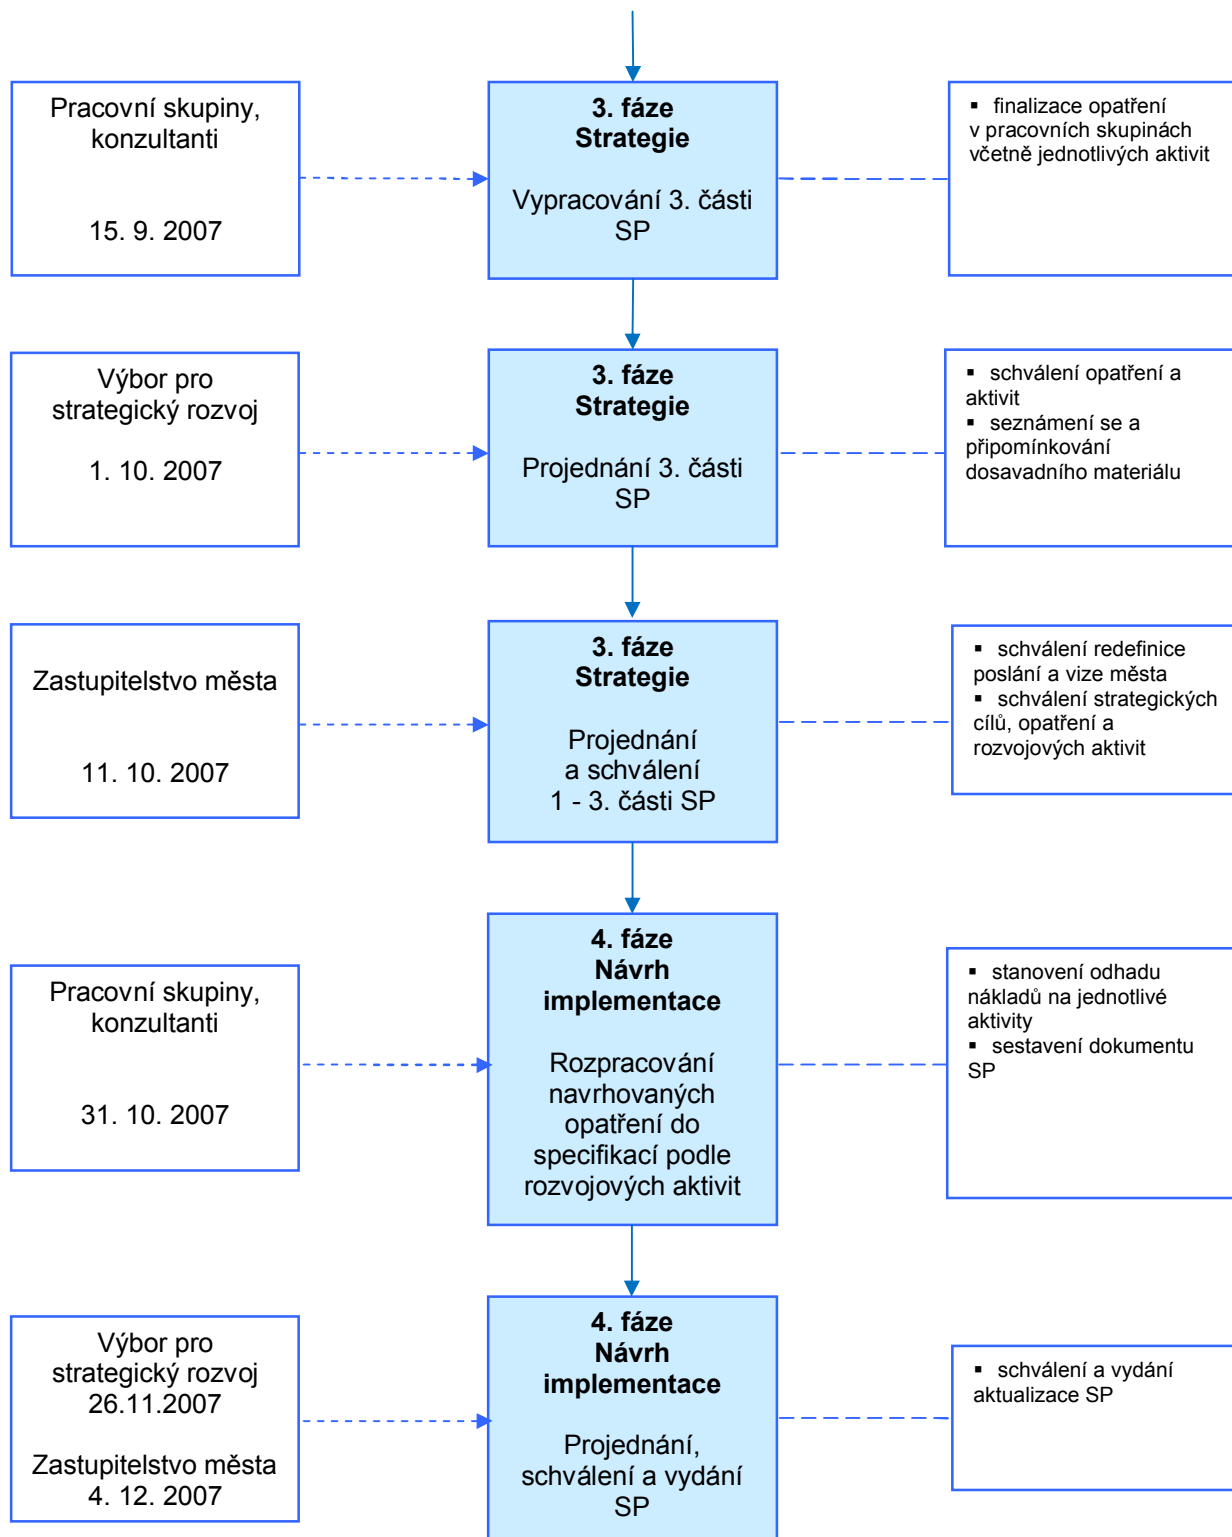 Pracovní skupiny,
konzultanti
15. 9. 2007
3. fáze
Strategie
Vypracování 3. části
SP
▪ finalizace opatření
v pracovních skupinách
včetně jednotlivých aktivit
Výbor pro
strategický rozvoj
1. 10. 2007
3. fáze
Strategie
Projednání 3. části
SP
▪ schválení opatření a
aktivit
▪ seznámení se a
připomínkování
dosavadního materiálu
Zastupitelstvo města
11. 10. 2007
3. fáze
Strategie
Projednání
a schválení
1 - 3. části SP
▪ schválení redefinice
poslání a vize města
▪ schválení strategických
cílů, opatření a
rozvojových aktivit
Pracovní skupiny,
konzultanti
31. 10. 2007
4. fáze
Návrh
implementace
Rozpracování
navrhovaných
opatření do
specifikací podle
rozvojových aktivit
▪ stanovení odhadu
nákladů na jednotlivé
aktivity
▪ sestavení dokumentu
SP
Výbor pro
strategický rozvoj
26.11.2007
Zastupitelstvo města
4. 12. 2007
4. fáze
Návrh
implementace
Projednání,
schválení a vydání
SP
▪ schválení a vydání
aktualizace SP